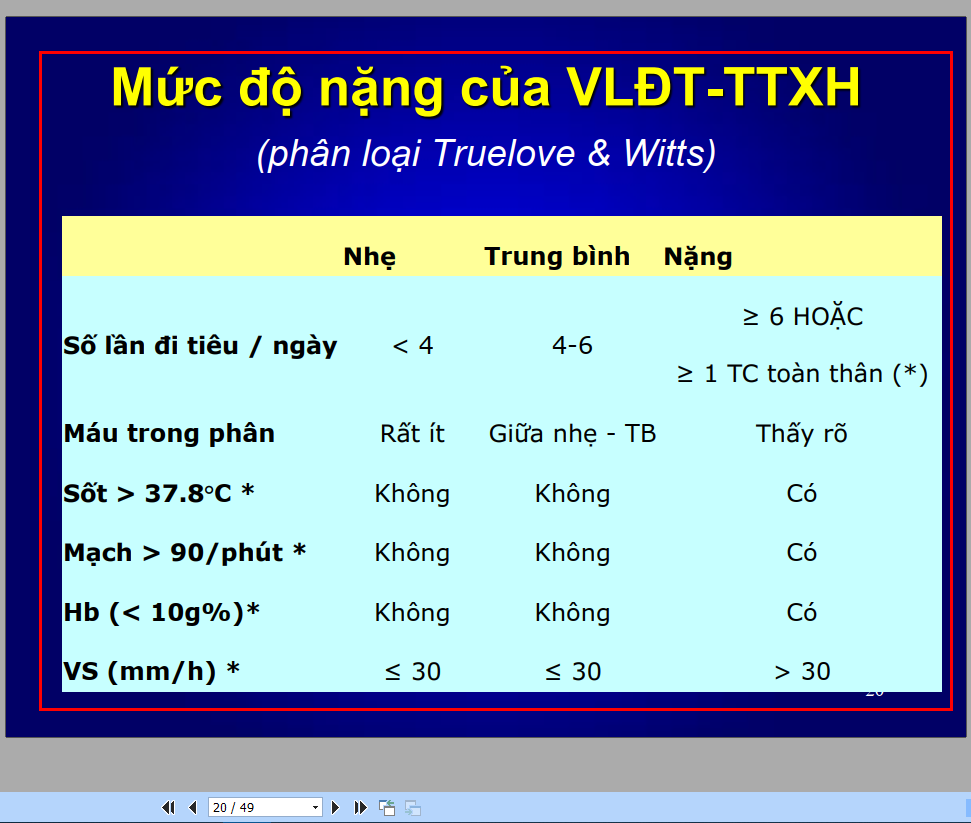 Mức độ nặng của VLĐT-TTXH
(phân loại Truelove & Witts)
Nhẹ Trung bình Nặng
Số lần đi tiêu / ngày < 4 4-6 ≥ 6 HOẶC
≥ 1 TC toàn thân (*)
Máu trong phân Rất ít Giữa nhẹ - TB Thấy rõ
Sốt > 37.8°C * Không Không Có
Mạch > 90/phút * Không Không Có
Hb (< 10g%)* Không Không Có
VS (mm/h) * ≤ 30 ≤ 30 > 30
20
20 / 49